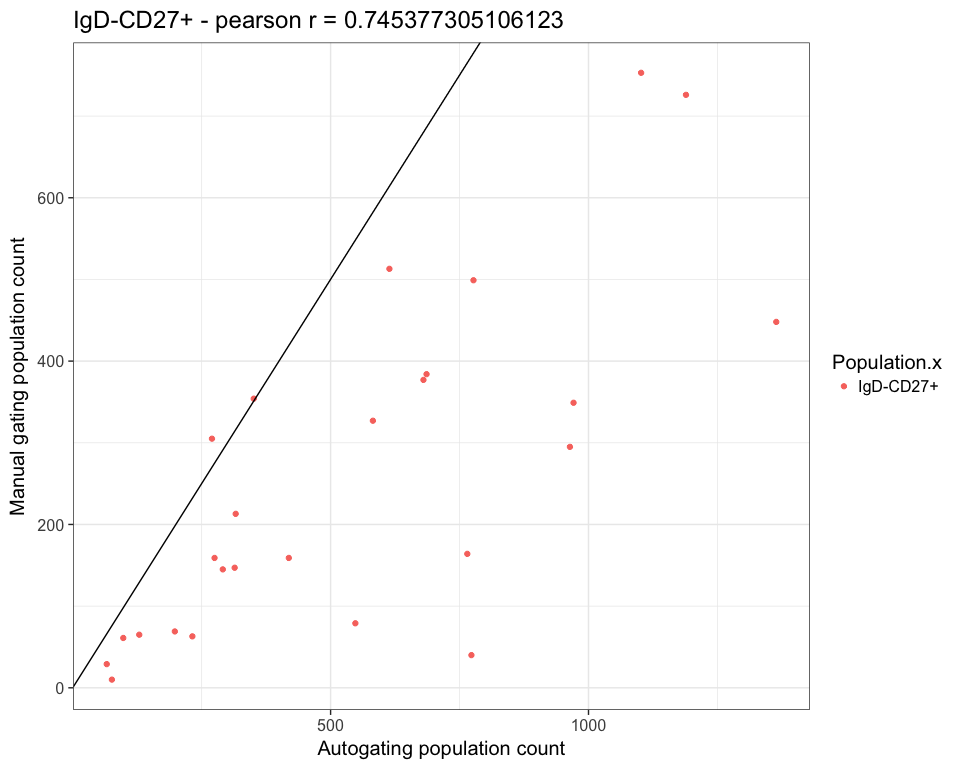 IgD-CD27+ - pearson r = 0.745377305106123
Manual gating population count
600
400
200
0
500
1000
Autogating population count
Population.x
IgD-CD27+